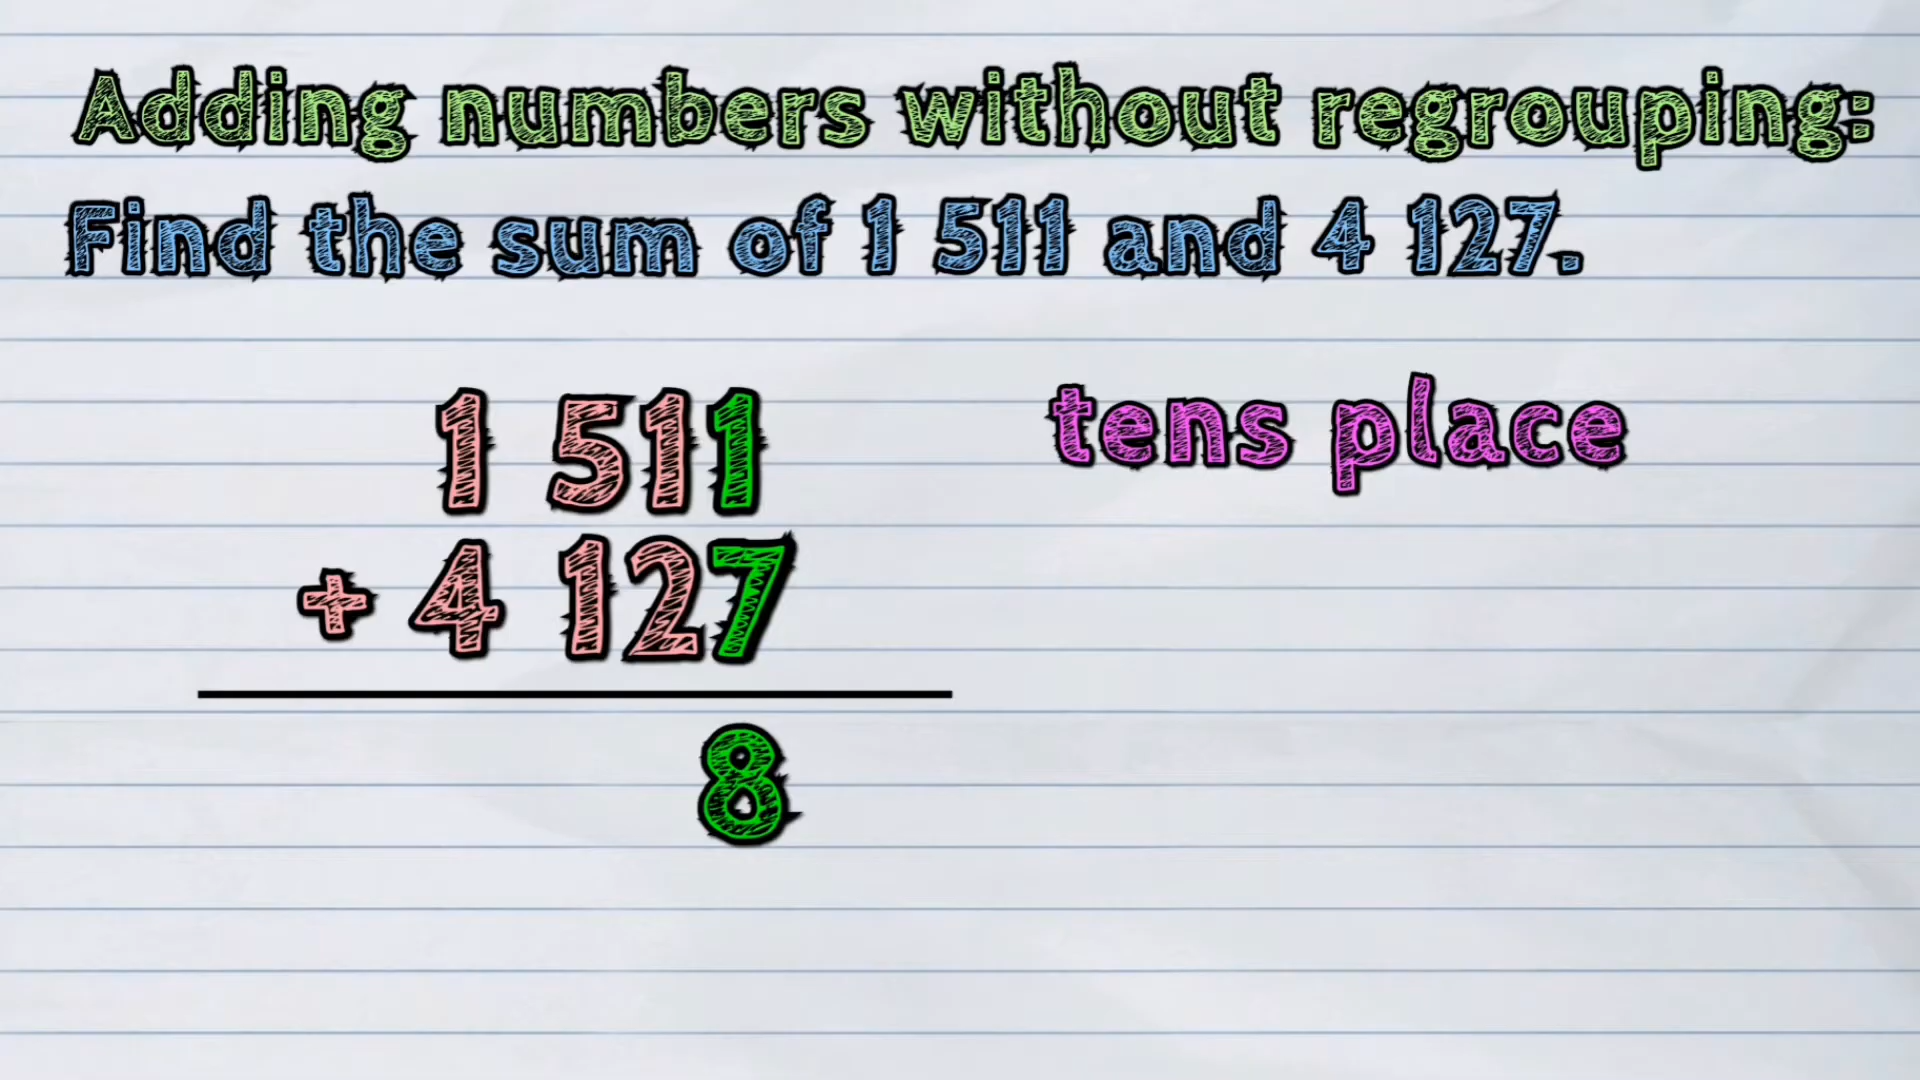 Adding numbers without regrouping:
Find the sum of 1 511 and 4 127.
1 511
tens place
+ 4 127
8